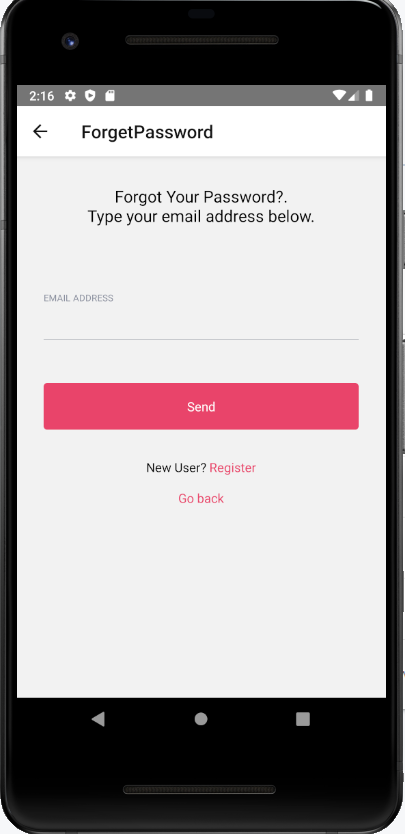 2:16
ForgetPassword
Forgot Your Password?.
Type your email address below.
EMAIL ADDRESS
Send
New User? Register
Go back